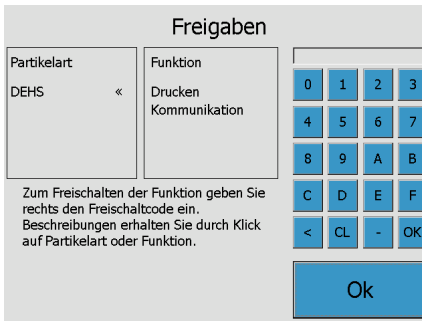 Freigaben
Partikelart
DEHS «
Funktion
Drucken
Kommunikation
Zum Freischalten der Funktion geben Sie
rechts den Freischaltcode ein.
Beschreibungen erhalten Sie durch Klick
auf Partikelart oder Funktion.
0 1 2 3
4 5 6 7
8 9 A B
C D E F
< CL - OK
Ok